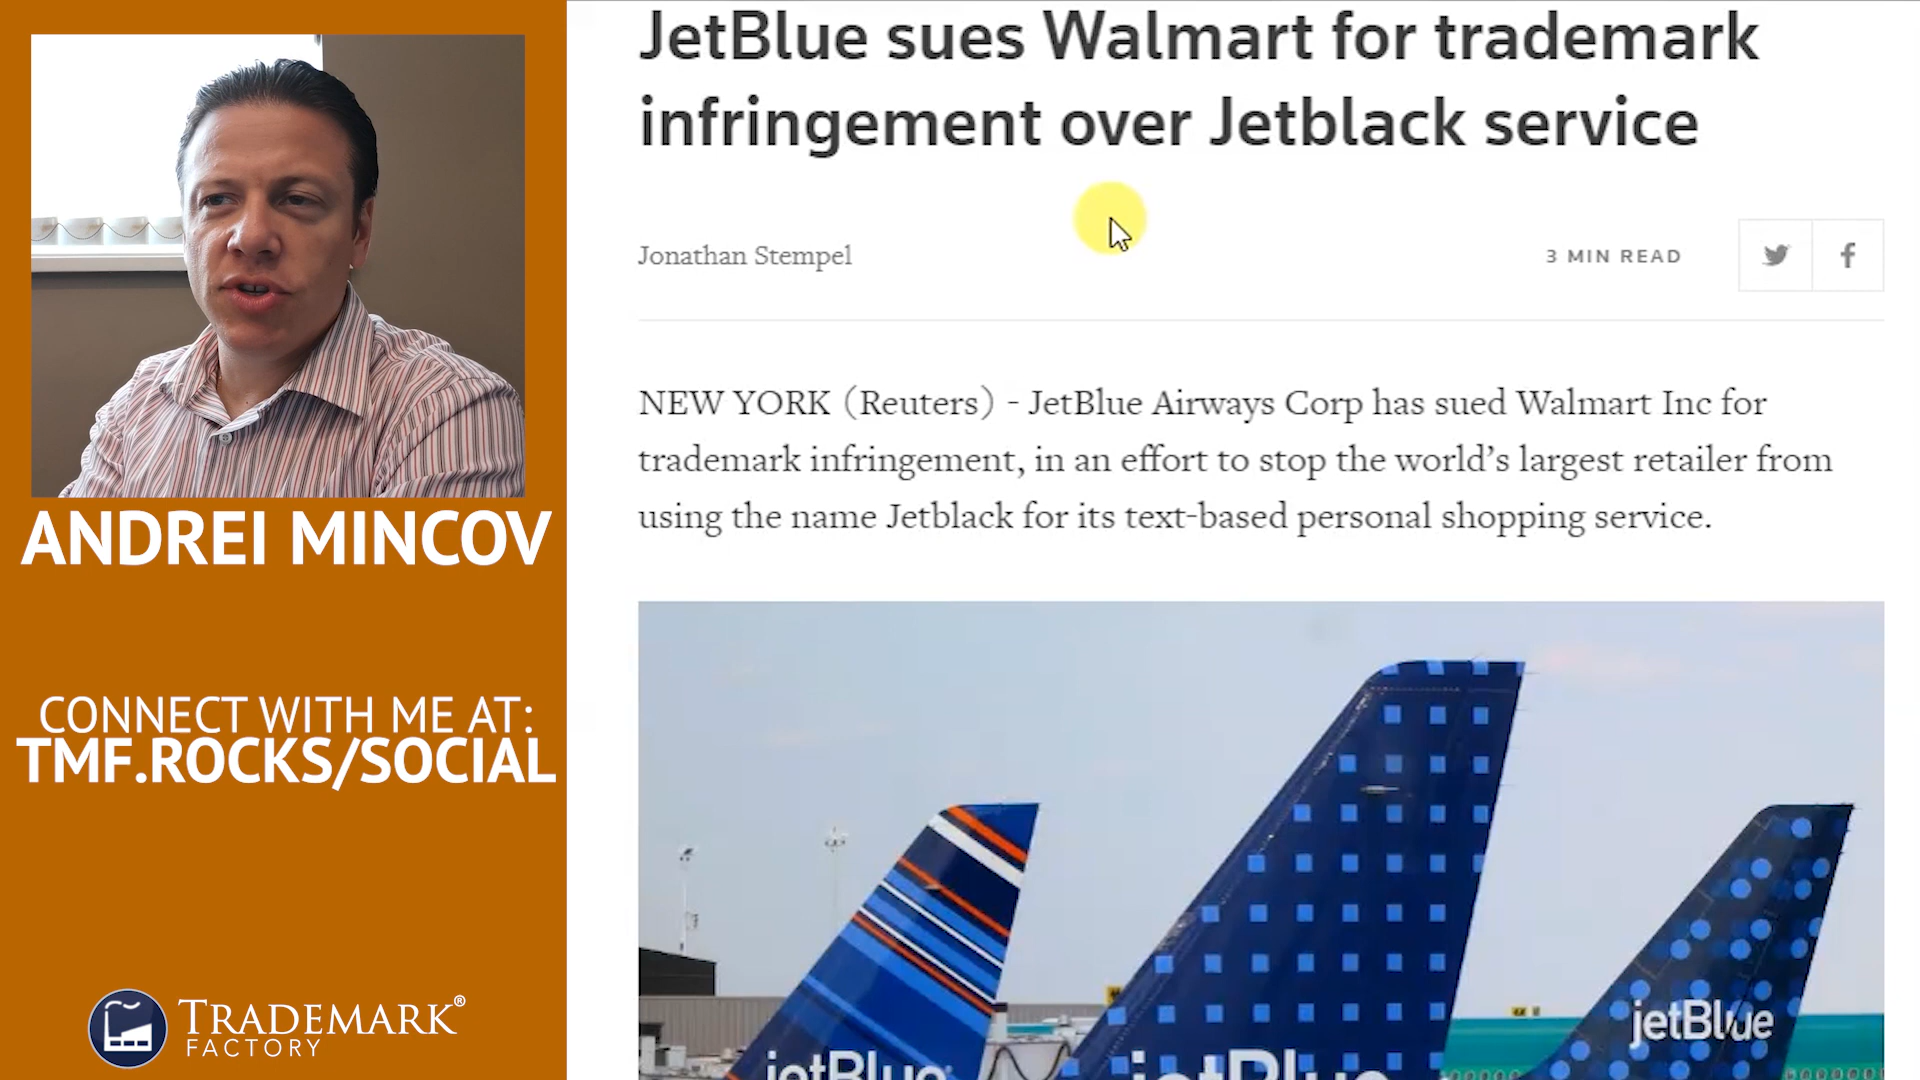 ANDREI MINCOV
CONNECT WITH ME AT:
TMF.ROCKS/SOCIAL
TRADEMARK®
FACTORY
JetBlue sues Walmart for trademark
infringement over Jetblack service
Jonathan Stempel
3 MIN READ
NEW YORK (Reuters) - JetBlue Airways Corp has sued Walmart Inc for
trademark infringement, in an effort to stop the world’s largest retailer from
using the name Jetblack for its text-based personal shopping service.
jetBlue
jetBlue
jetBlue